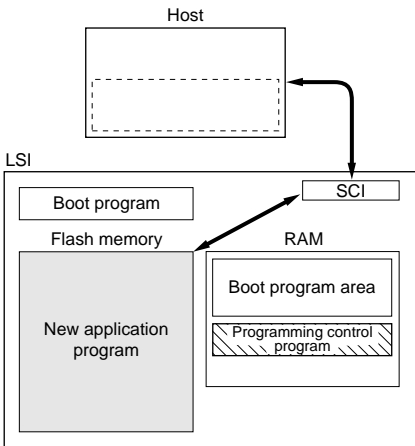 Host
LSI
SCI
Boot program
Flash memory
RAM
New application
program
Boot program area
Programming control
program